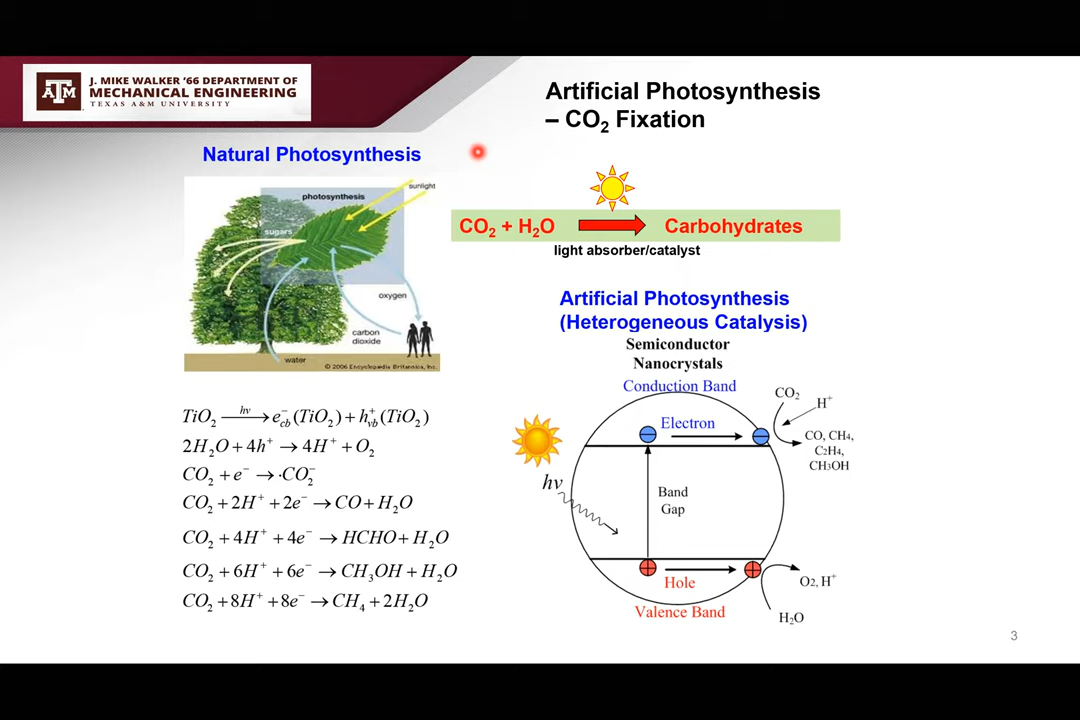 J. MIKE WALKER '66 DEPARTMENT OF
MECHANICAL ENGINEERING
TEXAS A&M UNIVERSITY
ATM
Artificial Photosynthesis
– CO₂ Fixation
Natural Photosynthesis
photosynthesis
sunlight
sugars
oxygen
carbon
dioxide
water
© 2006 Encyclopædia Britannica, Inc.
CO₂ + H₂O
Carbohydrates
light absorber/catalyst
Artificial Photosynthesis
(Heterogeneous Catalysis)
Semiconductor
Nanocrystals
Conduction Band
Electron
CO₂
H⁺
CO, CH₄,
C₂H₄,
CH₃OH
hν
Band
Gap
Hole
Valence Band
O₂, H⁺
H₂O
TiO₂ —hν→ e⁻cb(TiO₂) + h⁺vb(TiO₂)
2H₂O + 4h⁺ → 4H⁺ + O₂
CO₂ + e⁻ → ·CO₂⁻
CO₂ + 2H⁺ + 2e⁻ → CO + H₂O
CO₂ + 4H⁺ + 4e⁻ → HCHO + H₂O
CO₂ + 6H⁺ + 6e⁻ → CH₃OH + H₂O
CO₂ + 8H⁺ + 8e⁻ → CH₄ + 2H₂O
3